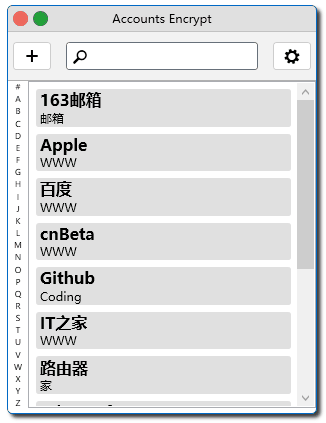 Accounts Encrypt
#
A
B
C
D
E
F
G
H
I
J
K
L
M
N
O
P
Q
R
S
T
U
V
W
X
Y
Z
163邮箱
邮箱
Apple
WWW
百度
WWW
cnBeta
WWW
Github
Coding
IT之家
WWW
路由器
家